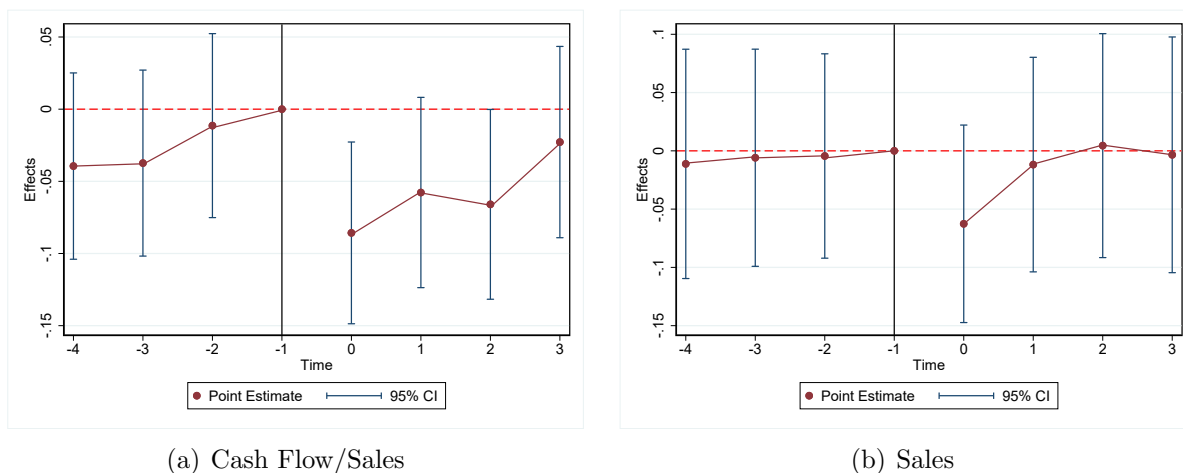 .05
0
-.05
-.1
-.15
Effects
-4 -3 -2 -1 0 1 2 3
Time
Point Estimate 95% CI
(a) Cash Flow/Sales
.1
.05
0
-.05
-.1
-.15
Effects
-4 -3 -2 -1 0 1 2 3
Time
Point Estimate 95% CI
(b) Sales